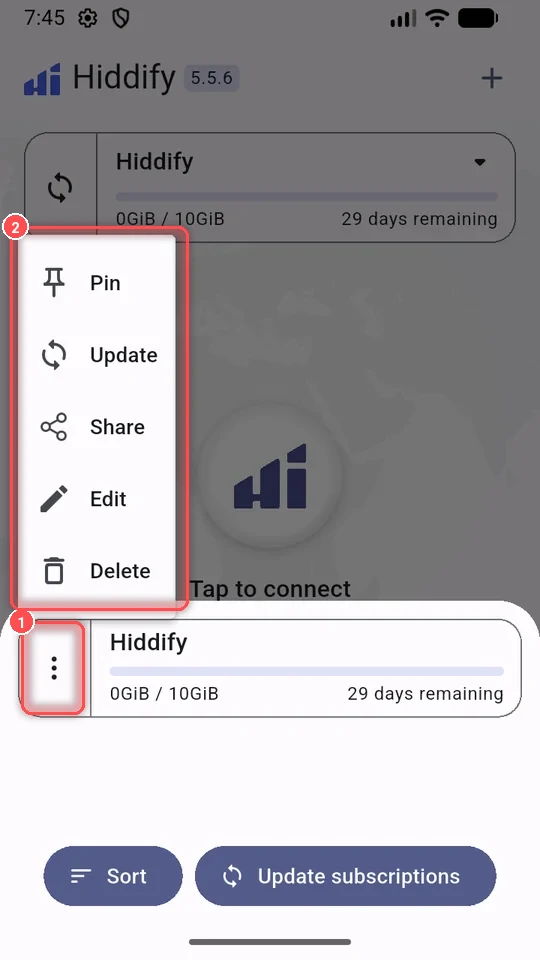 7:45
Hiddify 5.5.6
Hiddify
0GiB / 10GiB 29 days remaining
2
Pin
Update
Share
Edit
Delete
Tap to connect
1
Hiddify
0GiB / 10GiB 29 days remaining
Sort Update subscriptions